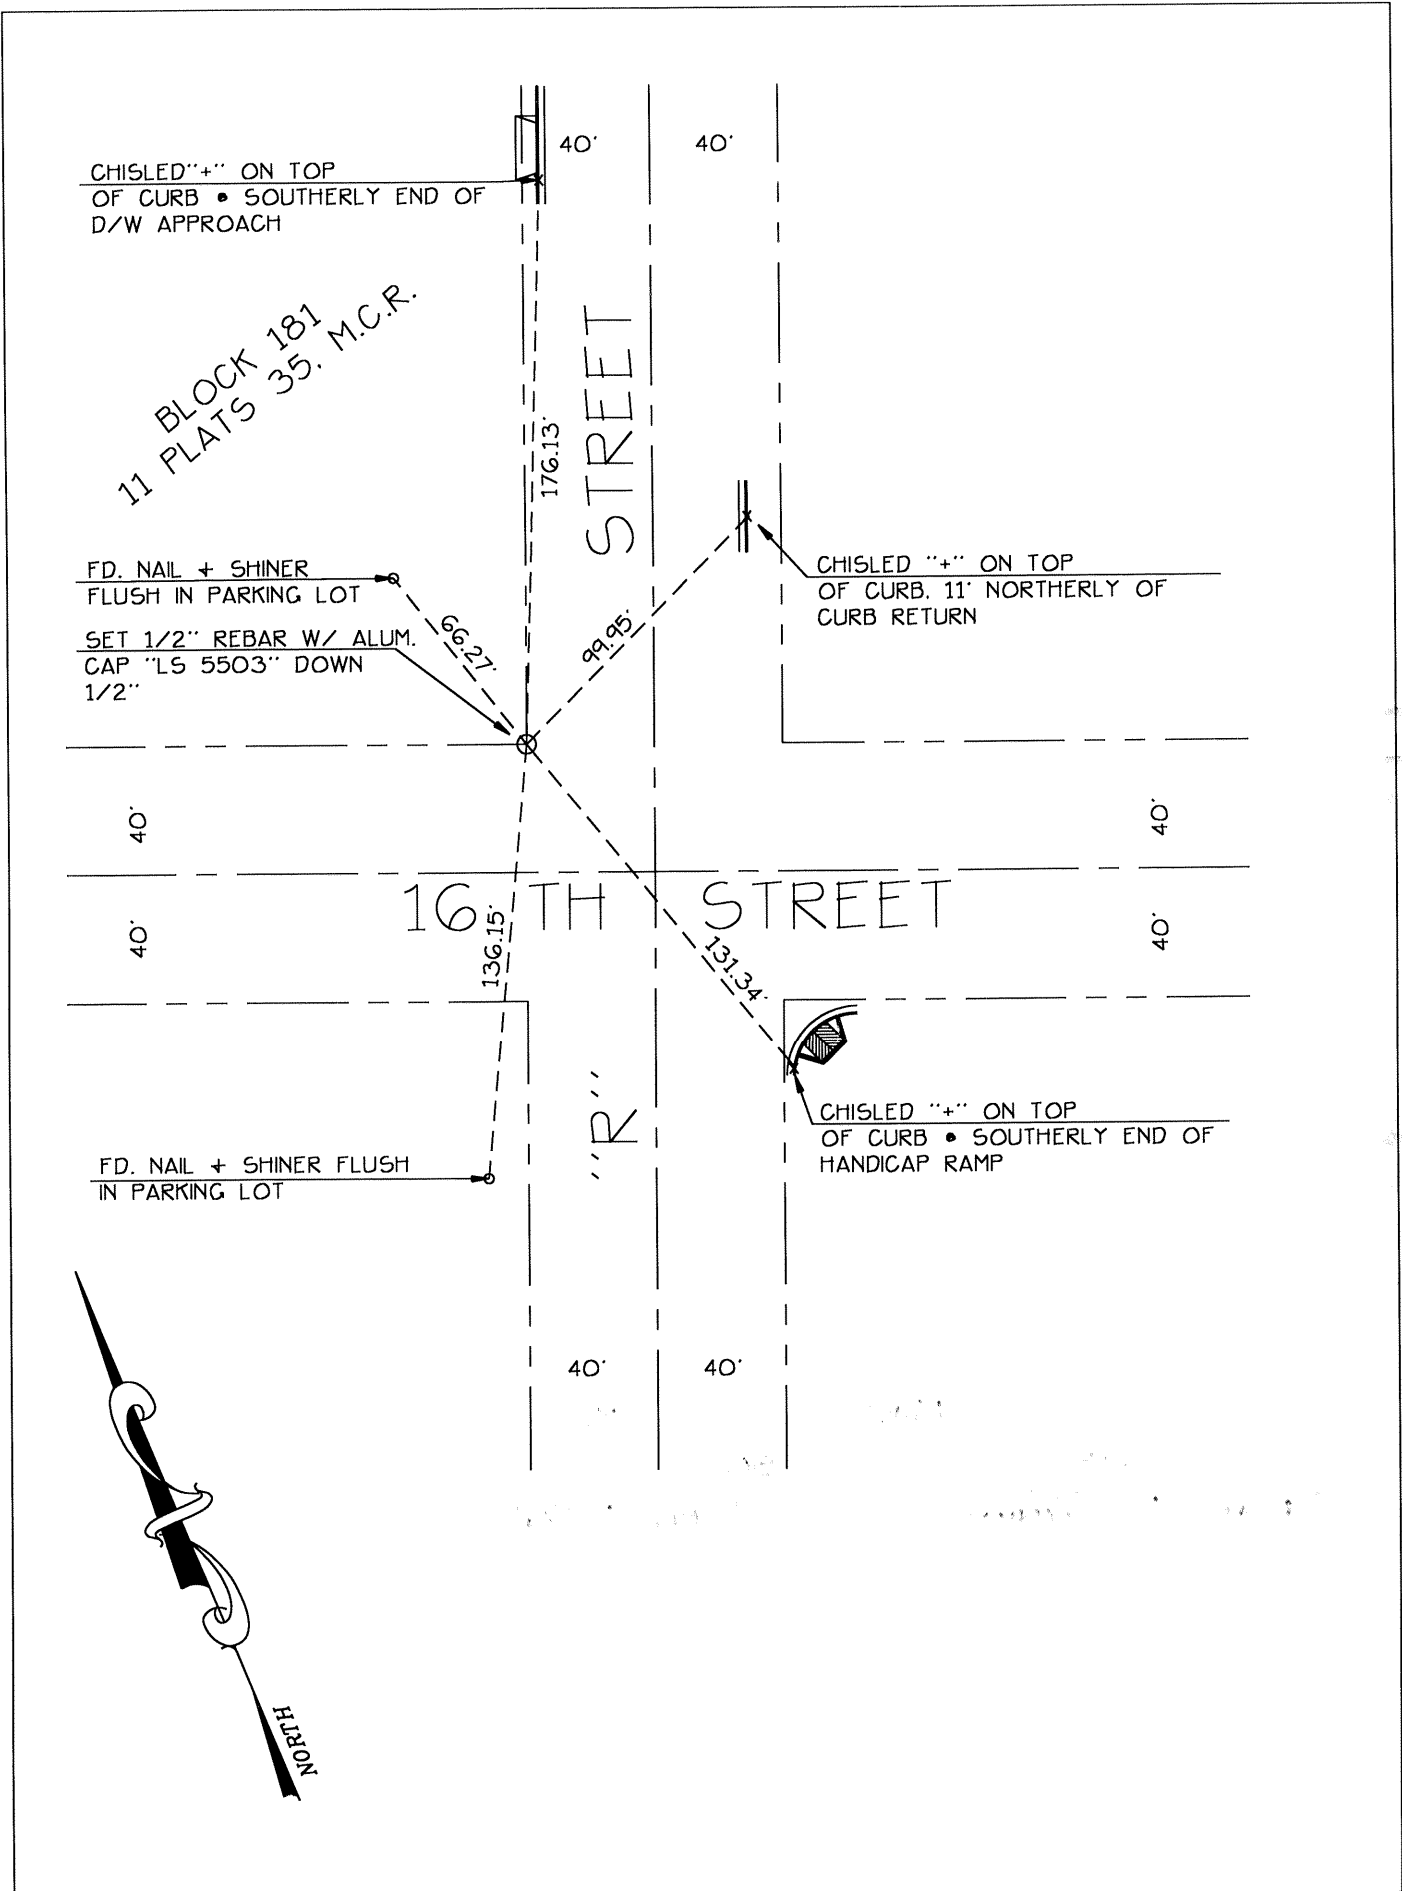 40' 40'
CHISLED "+" ON TOP
OF CURB • SOUTHERLY END OF
D/W APPROACH
BLOCK 181
11 PLATS 35, M.C.R.
176.13'
STREET
FD. NAIL + SHINER
FLUSH IN PARKING LOT
66.27'
99.95'
CHISLED "+" ON TOP
OF CURB, 11' NORTHERLY OF
CURB RETURN
SET 1/2" REBAR W/ ALUM.
CAP "LS 5503" DOWN
1/2"
40' 40'
16 TH STREET
40' 40'
136.15'
131.34'
"R"
CHISLED "+" ON TOP
OF CURB • SOUTHERLY END OF
HANDICAP RAMP
FD. NAIL + SHINER FLUSH
IN PARKING LOT
40' 40'
NORTH